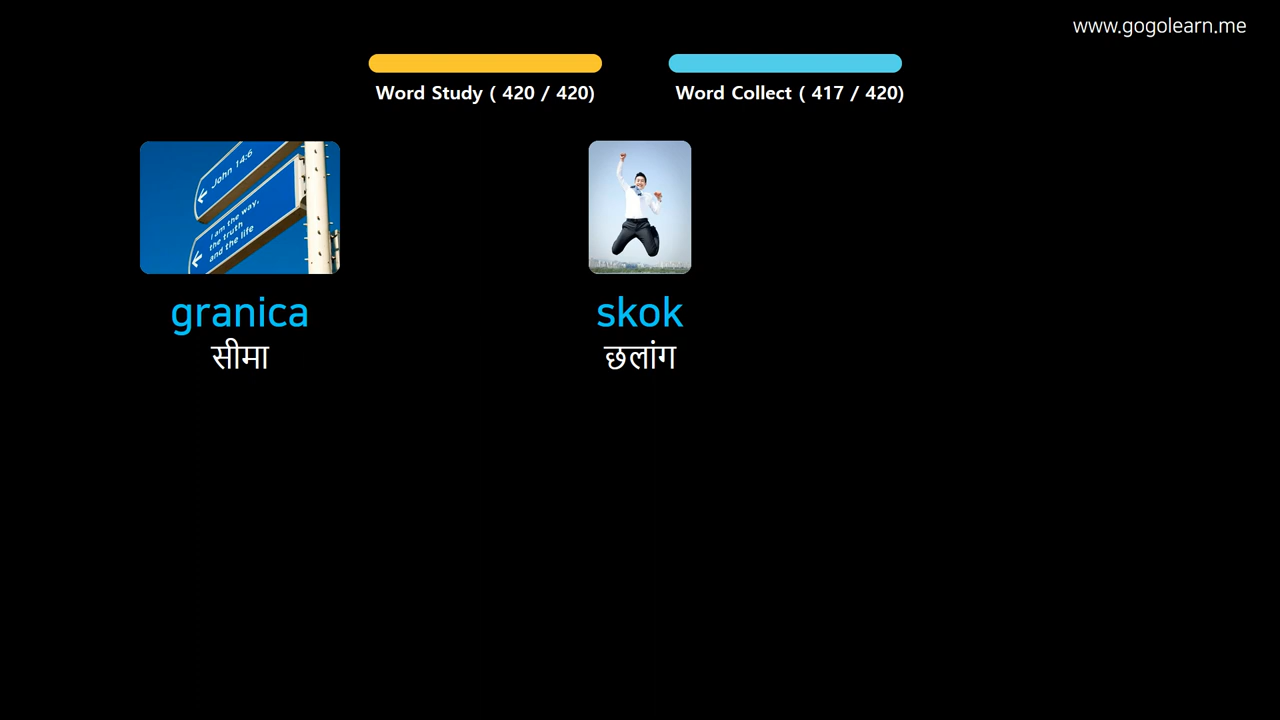 www.gogolearn.me
Word Study ( 420 / 420)
Word Collect ( 417 / 420)
John 14:6
I am the way,
the truth
and the life
granica
सीमा
skok
छलांग